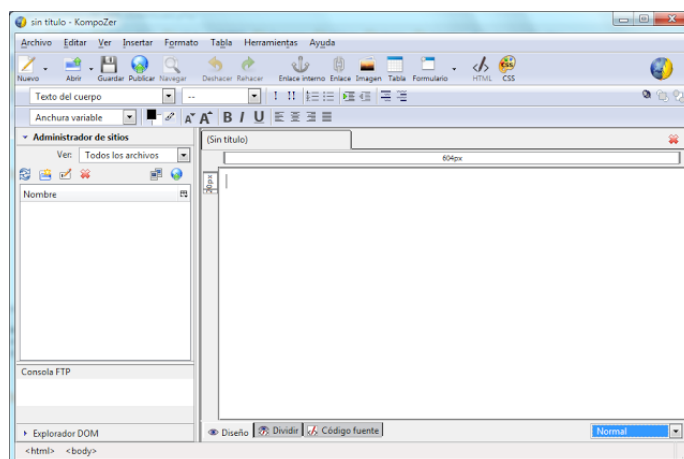 sin título - KompoZer
Archivo Editar Ver Insertar Formato Tabla Herramientas Ayuda
Nuevo Abrir Guardar Publicar Navegar Deshacer Rehacer Enlace interno Enlace Imagen Tabla Formulario HTML CSS
Texto del cuerpo --
Anchura variable A A B I U
Administrador de sitios
Ver: Todos los archivos
Nombre
(Sin título)
604px
Consola FTP
Explorador DOM
Diseño Dividir Código fuente Normal
<html> <body>